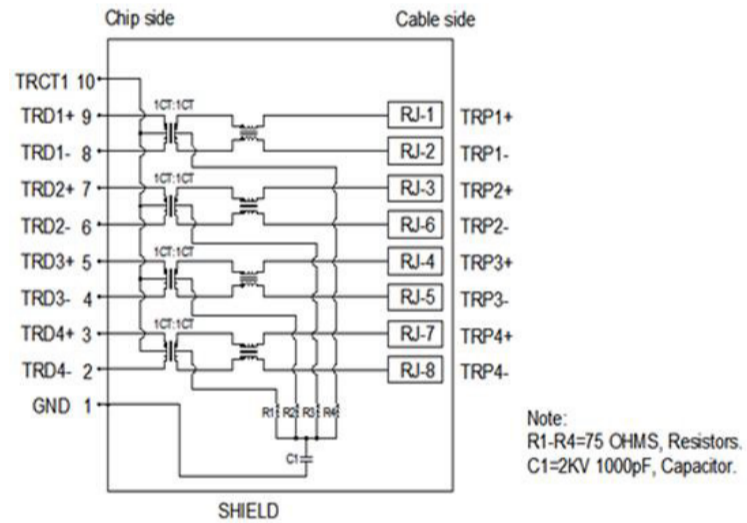 Chip side Cable side
TRCT1 10
1CT:1CT
TRD1+ 9 RJ-1 TRP1+
TRD1- 8 RJ-2 TRP1-
1CT:1CT
TRD2+ 7 RJ-3 TRP2+
TRD2- 6 RJ-6 TRP2-
1CT:1CT
TRD3+ 5 RJ-4 TRP3+
TRD3- 4 RJ-5 TRP3-
1CT:1CT
TRD4+ 3 RJ-7 TRP4+
TRD4- 2 RJ-8 TRP4-
GND 1
R1 R2 R3 R4
C1
SHIELD
Note:
R1-R4=75 OHMS, Resistors.
C1=2KV 1000pF, Capacitor.